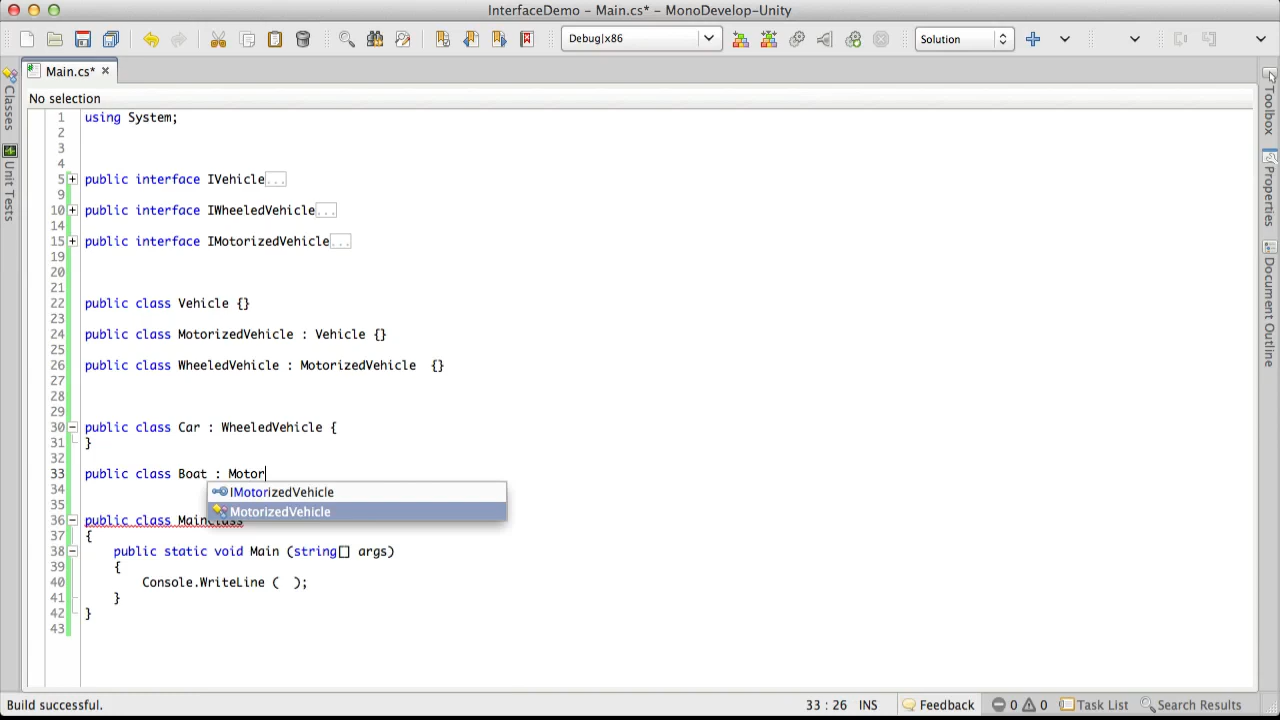 InterfaceDemo – Main.cs* – MonoDevelop-Unity
Debug|x86
Solution
Main.cs*
No selection
Classes
Unit Tests
Toolbox
Properties
Document Outline
1 using System;
2
3
4
5 public interface IVehicle...
9
10 public interface IWheeledVehicle...
14
15 public interface IMotorizedVehicle...
19
20
21
22 public class Vehicle {}
23
24 public class MotorizedVehicle : Vehicle {}
25
26 public class WheeledVehicle : MotorizedVehicle {}
27
28
29
30 public class Car : WheeledVehicle {
31 }
32
33 public class Boat : Motor
IMotorizedVehicle
MotorizedVehicle
34
35
36 public class MainClass
37 {
38 public static void Main (string[] args)
39 {
40 Console.WriteLine ( );
41 }
42 }
43
Build successful.
33 : 26 INS Feedback 0 0 Task List Search Results